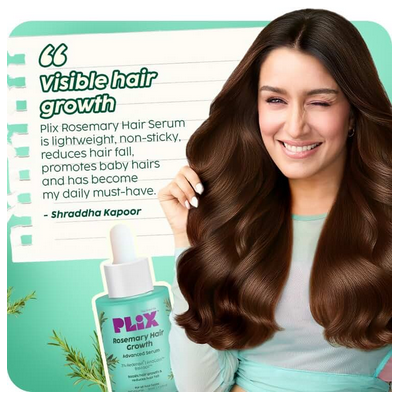 Visible hair
growth
Plix Rosemary Hair Serum
is lightweight, non-sticky,
reduces hair fall,
promotes baby hairs
and has become
my daily must-have.
- Shraddha Kapoor
PLiX
Rosemary Hair
Growth
Advanced Serum